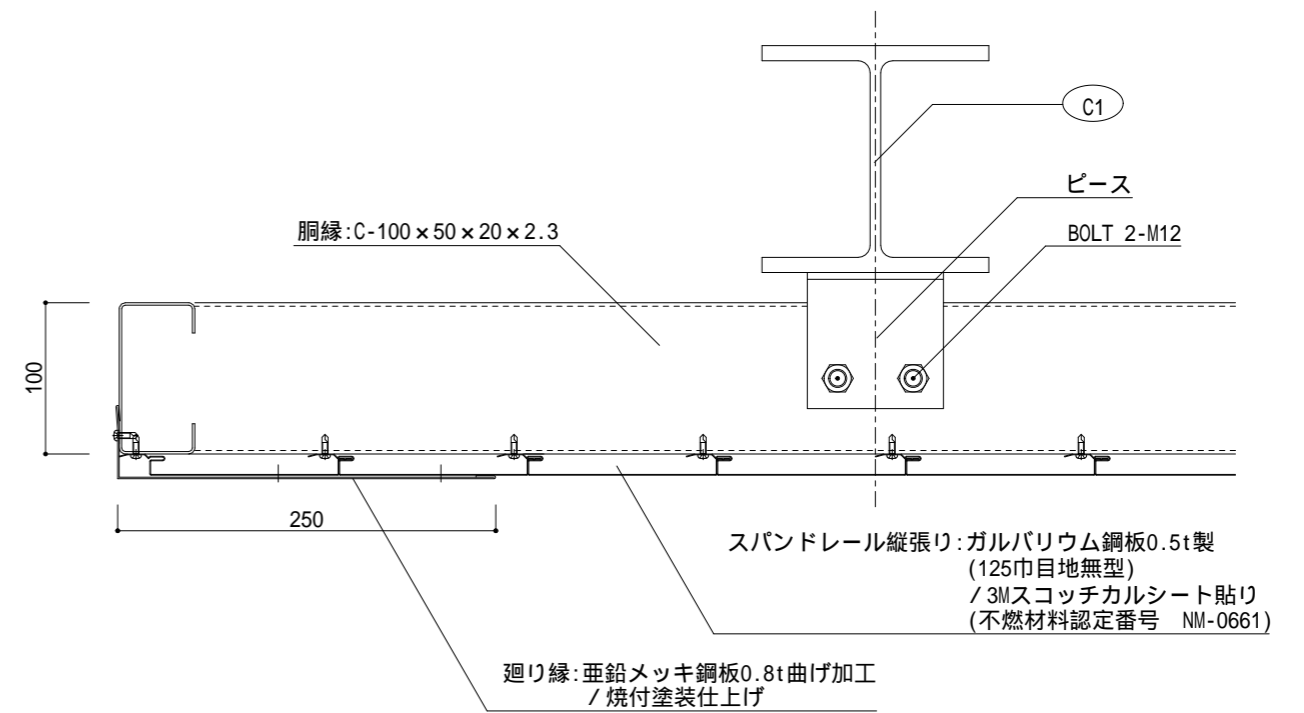 C1
ピース
胴縁:C-100×50×20×2.3
BOLT 2-M12
100
250
スパンドレール縦張り:ガルバリウム鋼板0.5t製
(125巾目地無型)
/3Mスコッチカルシート貼り
(不燃材料認定番号 NM-0661)
廻り縁:亜鉛メッキ鋼板0.8t曲げ加工
/焼付塗装仕上げ